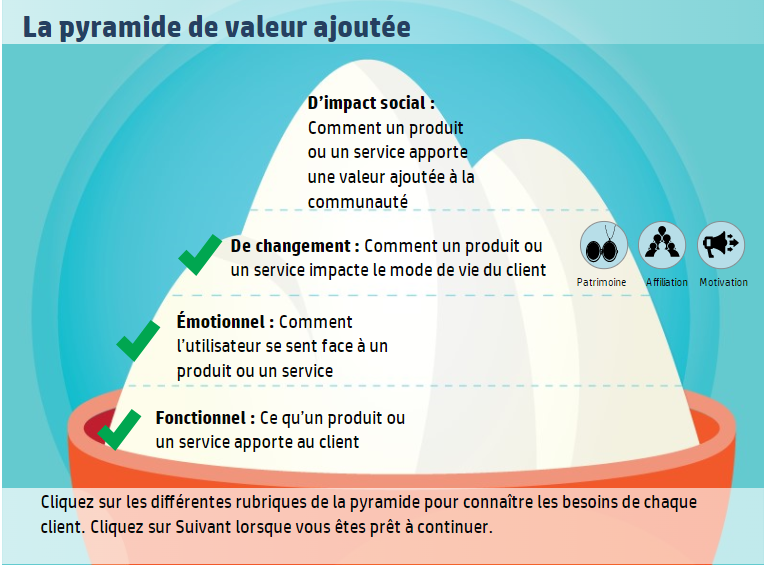 La pyramide de valeur ajoutée
D'impact social :
Comment un produit
ou un service apporte
une valeur ajoutée à la
communauté
De changement : Comment un produit ou
un service impacte le mode de vie du client
Patrimoine
Affiliation
Motivation
Émotionnel : Comment
l'utilisateur se sent face à un
produit ou un service
Fonctionnel : Ce qu'un produit ou
un service apporte au client
Cliquez sur les différentes rubriques de la pyramide pour connaître les besoins de chaque
client. Cliquez sur Suivant lorsque vous êtes prêt à continuer.